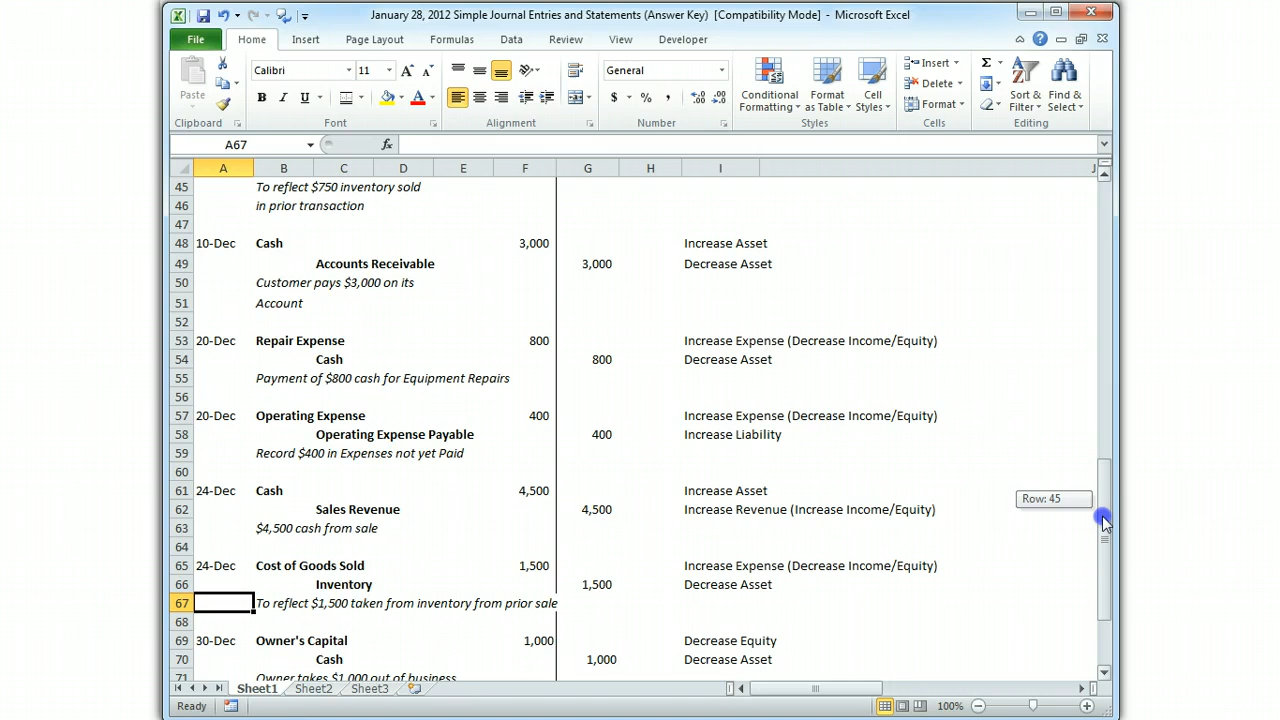 January 28, 2012 Simple Journal Entries and Statements (Answer Key) [Compatibility Mode] - Microsoft Excel
File Home Insert Page Layout Formulas Data Review View Developer
Paste Calibri 11 General Conditional Formatting Format as Table Cell Styles Insert Delete Format Sort & Filter Find & Select
Clipboard Font Alignment Number Styles Cells Editing
A67 fx
A B C D E F G H I J
45 To reflect $750 inventory sold
46 in prior transaction
47
48 10-Dec Cash 3,000 Increase Asset
49 Accounts Receivable 3,000 Decrease Asset
50 Customer pays $3,000 on its
51 Account
52
53 20-Dec Repair Expense 800 Increase Expense (Decrease Income/Equity)
54 Cash 800 Decrease Asset
55 Payment of $800 cash for Equipment Repairs
56
57 20-Dec Operating Expense 400 Increase Expense (Decrease Income/Equity)
58 Operating Expense Payable 400 Increase Liability
59 Record $400 in Expenses not yet Paid
60
61 24-Dec Cash 4,500 Increase Asset
62 Sales Revenue 4,500 Increase Revenue (Increase Income/Equity)
63 $4,500 cash from sale
64
65 24-Dec Cost of Goods Sold 1,500 Increase Expense (Decrease Income/Equity)
66 Inventory 1,500 Decrease Asset
67 To reflect $1,500 taken from inventory from prior sale
68
69 30-Dec Owner's Capital 1,000 Decrease Equity
70 Cash 1,000 Decrease Asset
71 Owner takes $1,000 out of business
Row: 45
Sheet1 Sheet2 Sheet3
Ready 100%